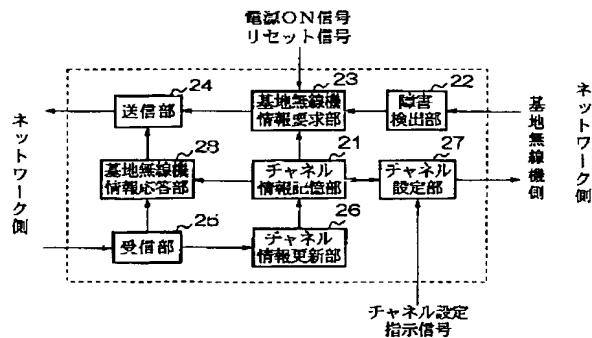 電源ON信号
リセット信号
24
送信部
23
基地無線機
情報要求部
22
障害
検出部
28
基地無線機
情報応答部
21
チャネル
情報記憶部
27
チャネル
設定部
25
受信部
26
チャネル
情報更新部
ネットワーク側
基地無線機側
ネットワーク側
チャネル設定
指示信号